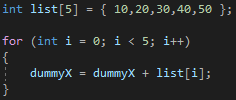 int list[5] = { 10,20,30,40,50 };
for (int i = 0; i < 5; i++)
{
dummyX = dummyX + list[i];
}